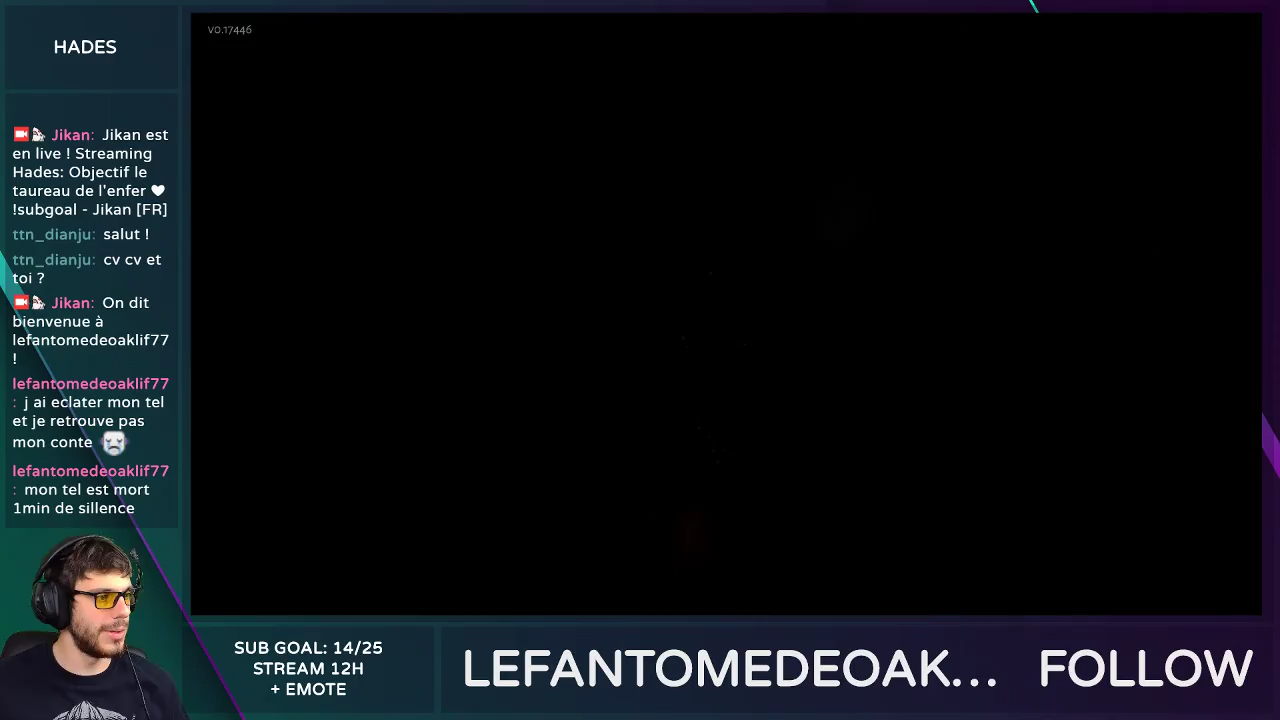 HADES
vo.17446
Jikan: Jikan est
en live ! Streaming
Hades: Objectif le
taureau de l'enfer
!subgoal - Jikan [FR]
ttn_dianju: salut !
ttn_dianju: cv cv et
toi ?
Jikan: On dit
bienvenue à
lefantomedeoaklif77
!
lefantomedeoaklif77
: j ai eclater mon tel
et je retrouve pas
mon conte
lefantomedeoaklif77
: mon tel est mort
1min de sillence
SUB GOAL: 14/25
STREAM 12H
+ EMOTE
LEFANTOMEDEOAK... FOLLOW